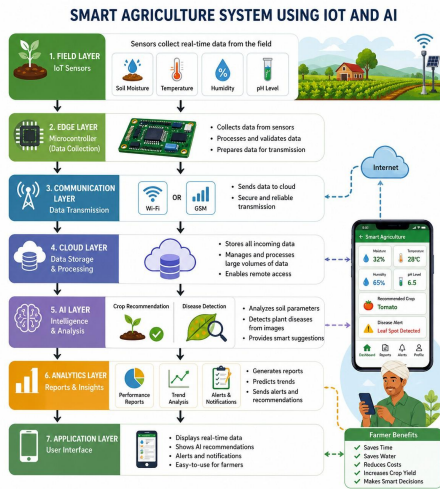 SMART AGRICULTURE SYSTEM USING IOT AND AI
1. FIELD LAYER
IoT Sensors
Sensors collect real-time data from the field
Soil Moisture
Temperature
Humidity
pH Level
2. EDGE LAYER
Microcontroller
(Data Collection)
• Collects data from sensors
• Processes and validates data
• Prepares data for transmission
3. COMMUNICATION
LAYER
Data Transmission
Wi-Fi
OR
GSM
• Sends data to cloud
• Secure and reliable
transmission
Internet
4. CLOUD LAYER
Data Storage
& Processing
• Stores all incoming data
• Manages and processes
large volumes of data
• Enables remote access
5. AI LAYER
Intelligence
& Analysis
Crop Recommendation
Disease Detection
• Analyzes soil parameters
• Detects plant diseases
from images
• Provides smart suggestions
6. ANALYTICS LAYER
Reports & Insights
Performance
Reports
Trend
Analysis
Alerts &
Notifications
• Generates reports
• Predicts trends
• Sends alerts and
recommendations
7. APPLICATION LAYER
User Interface
• Displays real-time data
• Shows AI recommendations
• Alerts and notifications
• Easy-to-use for farmers
Smart Agriculture
Moisture
32%
28°C
Humidity
65%
pH Level
6.5
Recommended Crop
Tomato
Disease Alert
Leaf Spot Detected
Dashboard
Reports
Alerts
Profile
Farmer Benefits
✓ Saves Time
✓ Saves Water
✓ Reduces Costs
✓ Increases Crop Yield
✓ Makes Smart Decisions